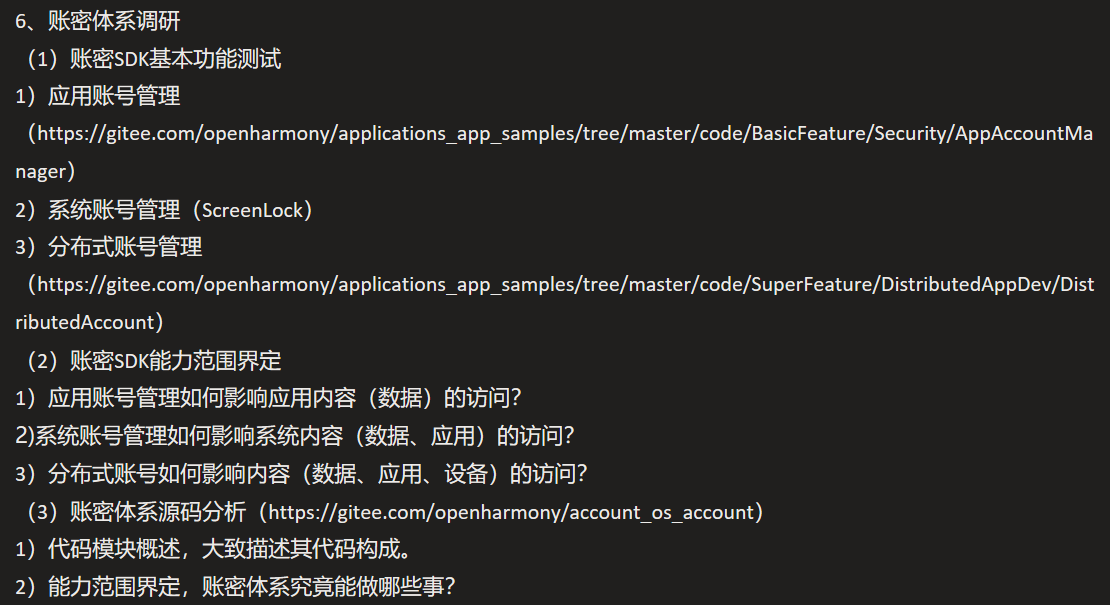 6、账密体系调研
（1）账密SDK基本功能测试
1）应用账号管理
（https://gitee.com/openharmony/applications_app_samples/tree/master/code/BasicFeature/Security/AppAccountMa
nager）
2）系统账号管理（ScreenLock）
3）分布式账号管理
（https://gitee.com/openharmony/applications_app_samples/tree/master/code/SuperFeature/DistributedAppDev/Dist
ributedAccount）
（2）账密SDK能力范围界定
1）应用账号管理如何影响应用内容（数据）的访问？
2)系统账号管理如何影响系统内容（数据、应用）的访问？
3）分布式账号如何影响内容（数据、应用、设备）的访问？
（3）账密体系源码分析（https://gitee.com/openharmony/account_os_account）
1）代码模块概述，大致描述其代码构成。
2）能力范围界定，账密体系究竟能做哪些事？